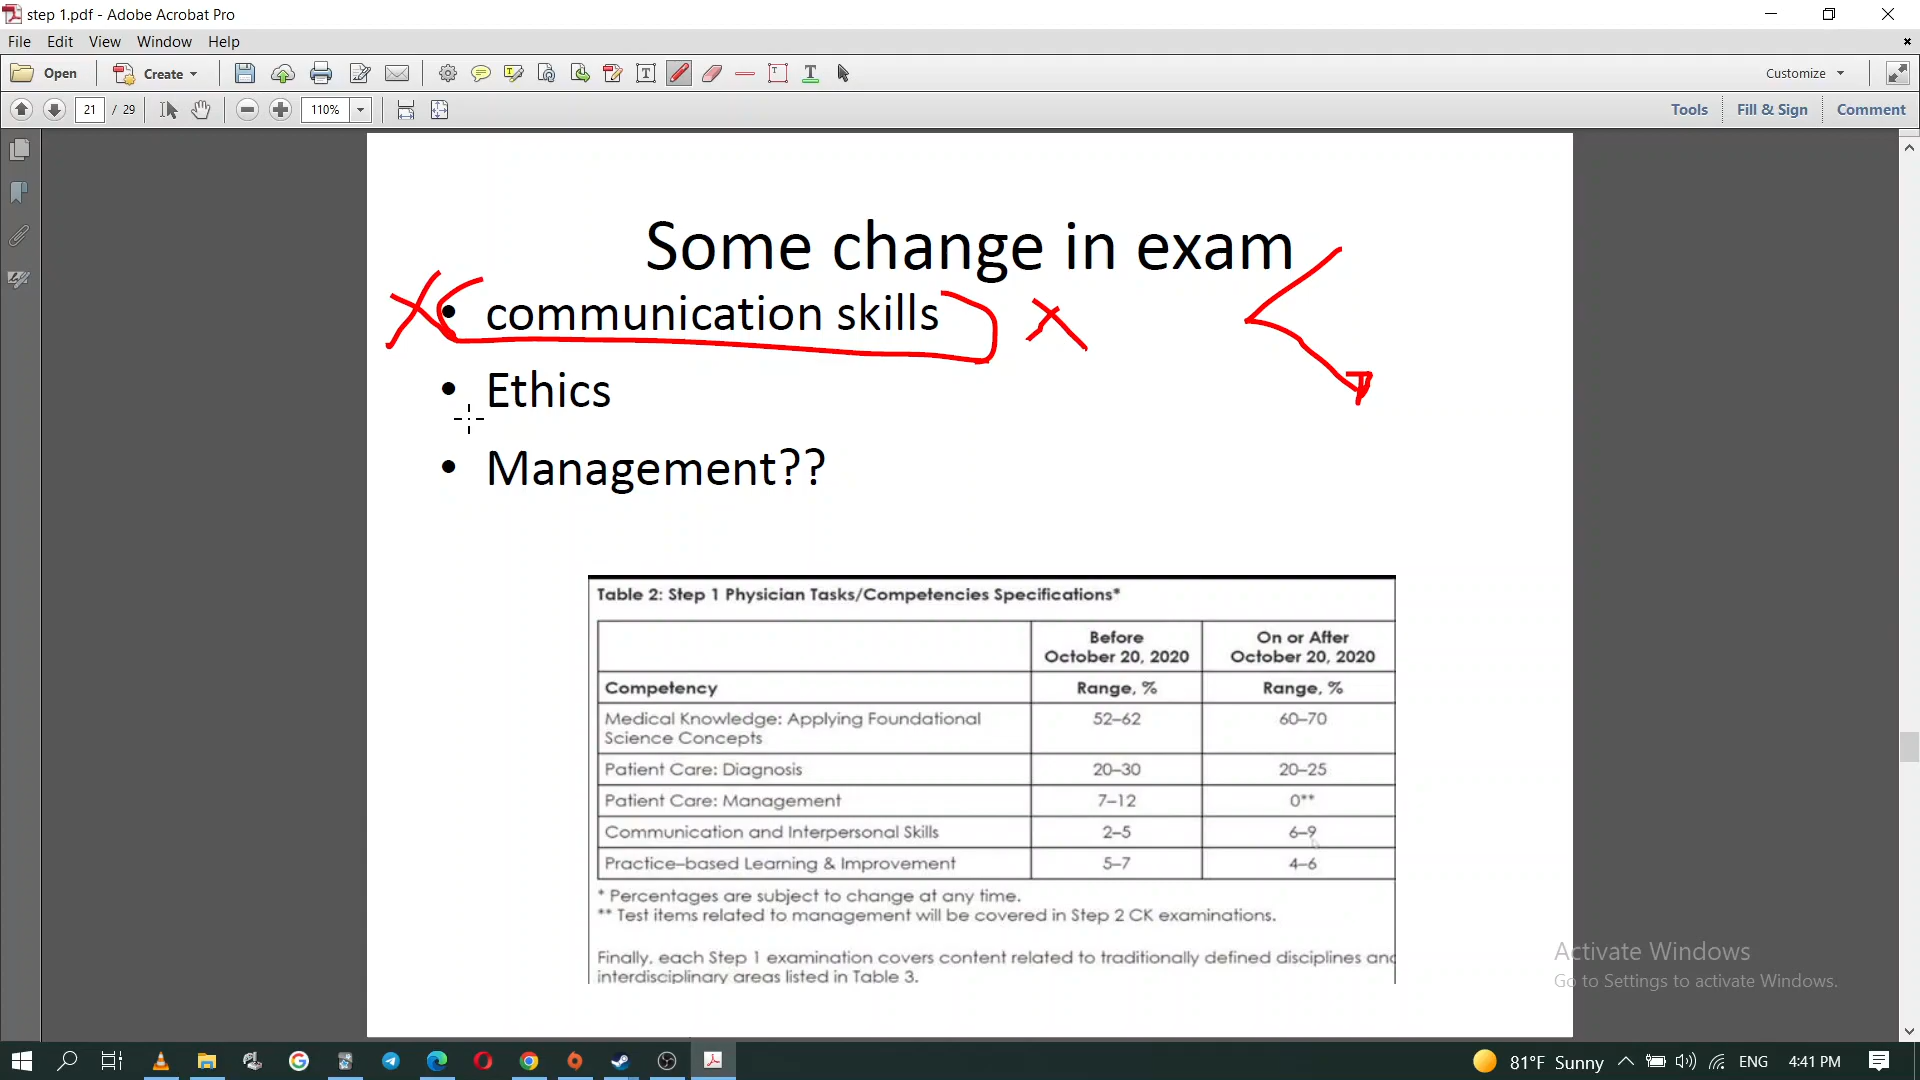 step 1.pdf - Adobe Acrobat Pro
File Edit View Window Help
Open Create Customize
21 / 29 110% Tools Fill & Sign Comment
Some change in exam
• communication skills
• Ethics
• Management??
Table 2: Step 1 Physician Tasks/Competencies Specifications*
Before October 20, 2020 On or After October 20, 2020
Competency Range, % Range, %
Medical Knowledge: Applying Foundational Science Concepts 52–62 60–70
Patient Care: Diagnosis 20–30 20–25
Patient Care: Management 7–12 0**
Communication and Interpersonal Skills 2–5 6–9
Practice–based Learning & Improvement 5–7 4–6
* Percentages are subject to change at any time.
** Test items related to management will be covered in Step 2 CK examinations.
Finally, each Step 1 examination covers content related to traditionally defined disciplines and
interdisciplinary areas listed in Table 3.
Activate Windows
Go to Settings to activate Windows.
81°F Sunny ENG 4:41 PM